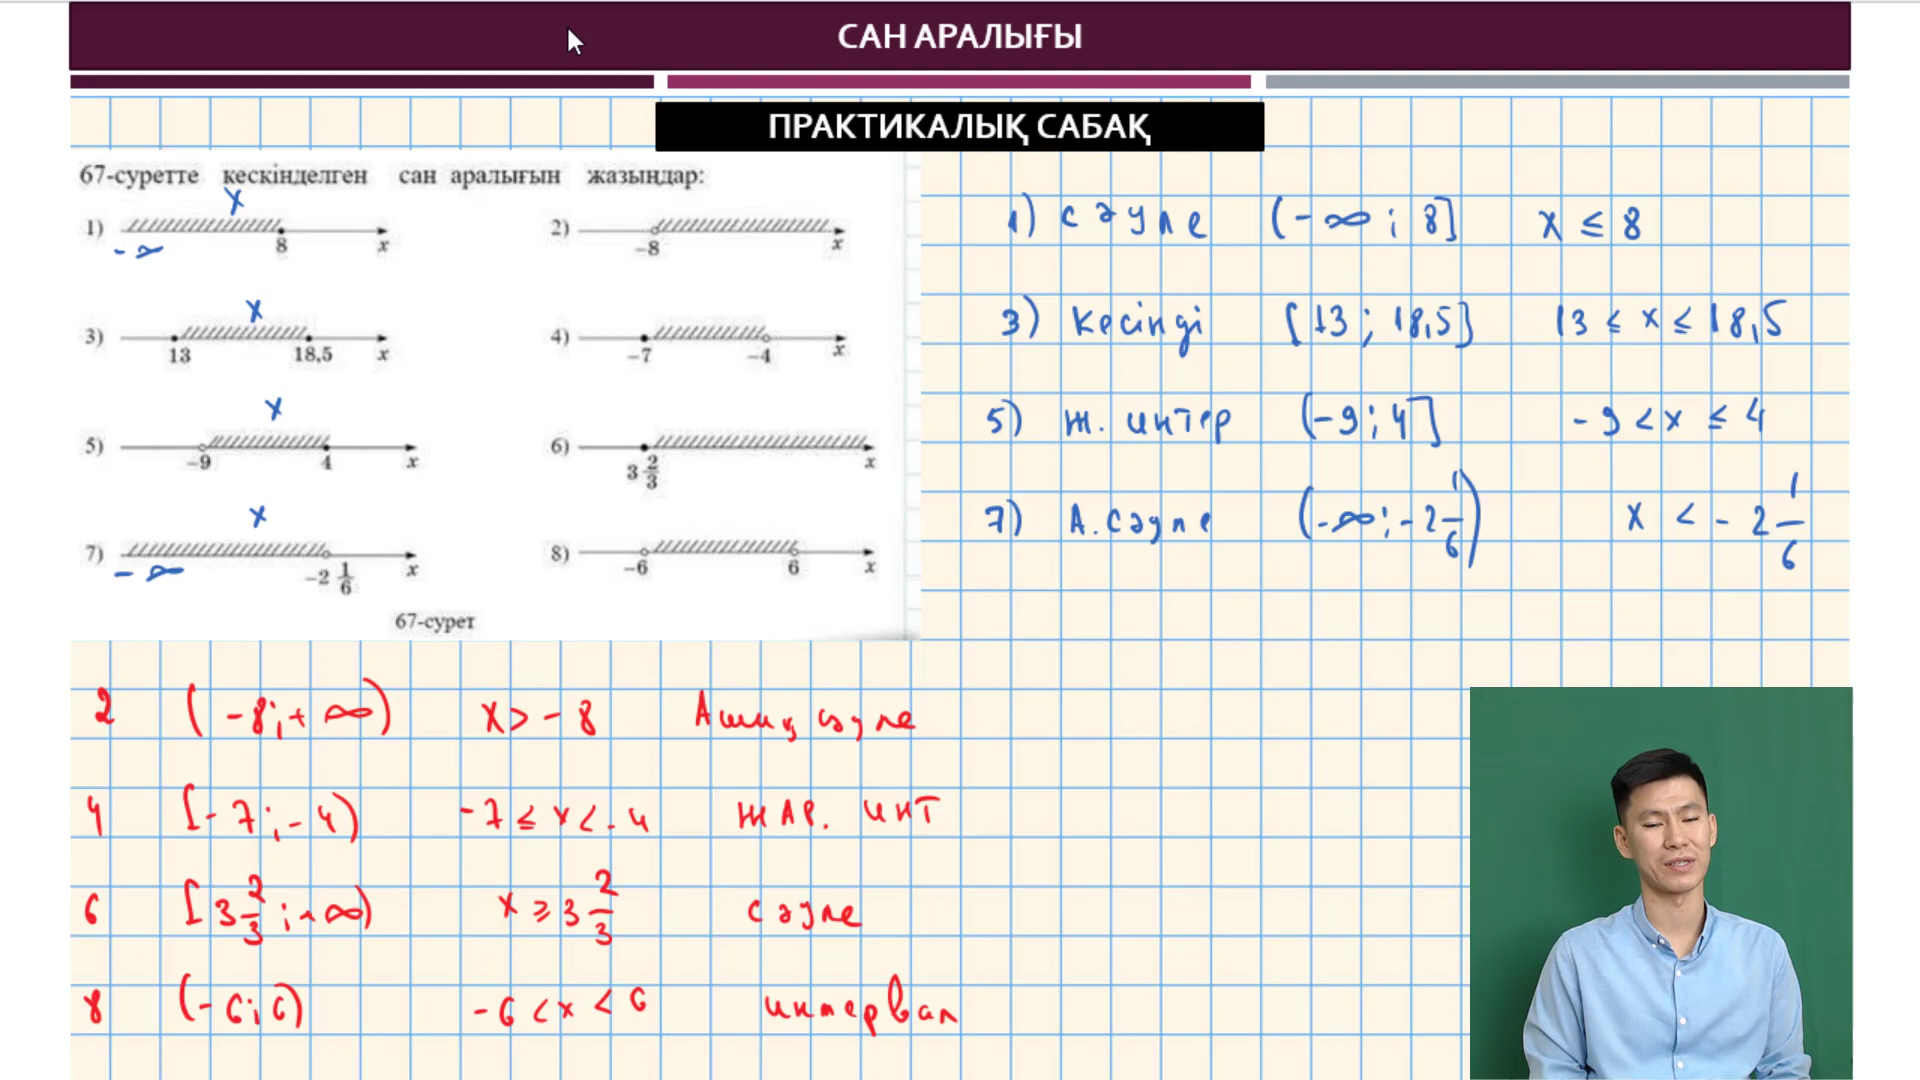 САН АРАЛЫҒЫ
ПРАКТИКАЛЫҚ САБАҚ
67-суретте кескінделген сан аралығын жазыңдар:
x
1) 8 x
-∞
2) -8 x
x
3) 13 18,5 x
4) -7 -4 x
x
5) -9 4 x
6) 3 2/3 x
x
7) -2 1/6 x
-∞
8) -6 6 x
67-сурет
1) сәуле (-∞; 8] x ≤ 8
3) Кесінді [13; 18,5] 13 ≤ x ≤ 18,5
5) Ж. интер (-9; 4] -9 < x ≤ 4
7) А. сәуле (-∞; -2 1/6) x < -2 1/6
2 (-8; +∞) x > -8 Ашық сәуле
4 [-7; -4) -7 ≤ x < -4 ЖАР. ИНТ
6 [3 2/3; +∞) x ≥ 3 2/3 сәуле
8 (-6; 6) -6 < x < 6 интервал